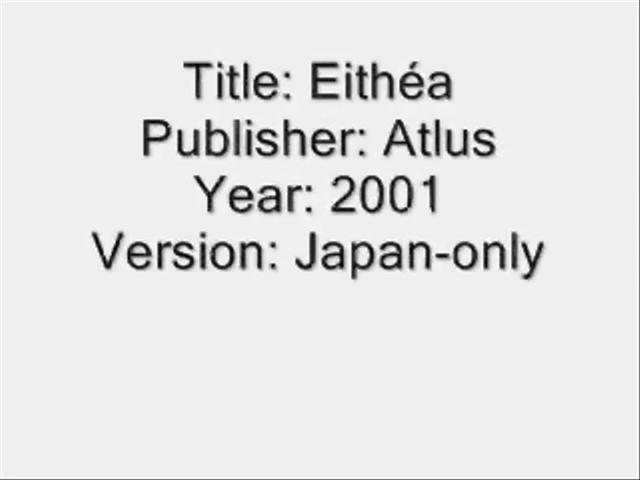 Title: Eithéa
Publisher: Atlus
Year: 2001
Version: Japan-only